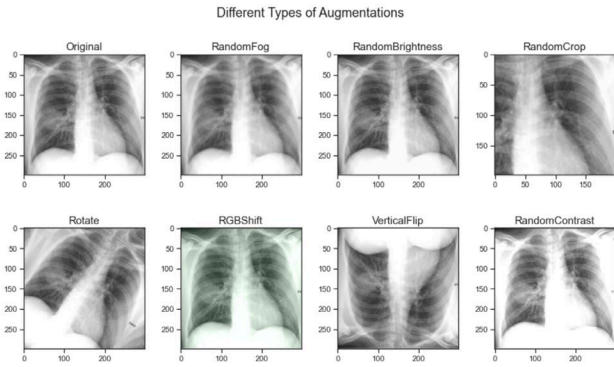 Different Types of Augmentations
Original RandomFog RandomBrightness RandomCrop
0 0 0 0
50 50 50
50
100 100 100
150 150 150 100
200 200 200
150
250 250 250
100 200 100 200 100 200 0 50 100 150
Rotate RGBShift VerticalFlip RandomContrast
0 0 0 0
50 50 50 50
100 100 100 100
150 150 150 150
200 200 200 200
250 250 250 250
0 100 200 0 100 200 0 100 200 0 100 200